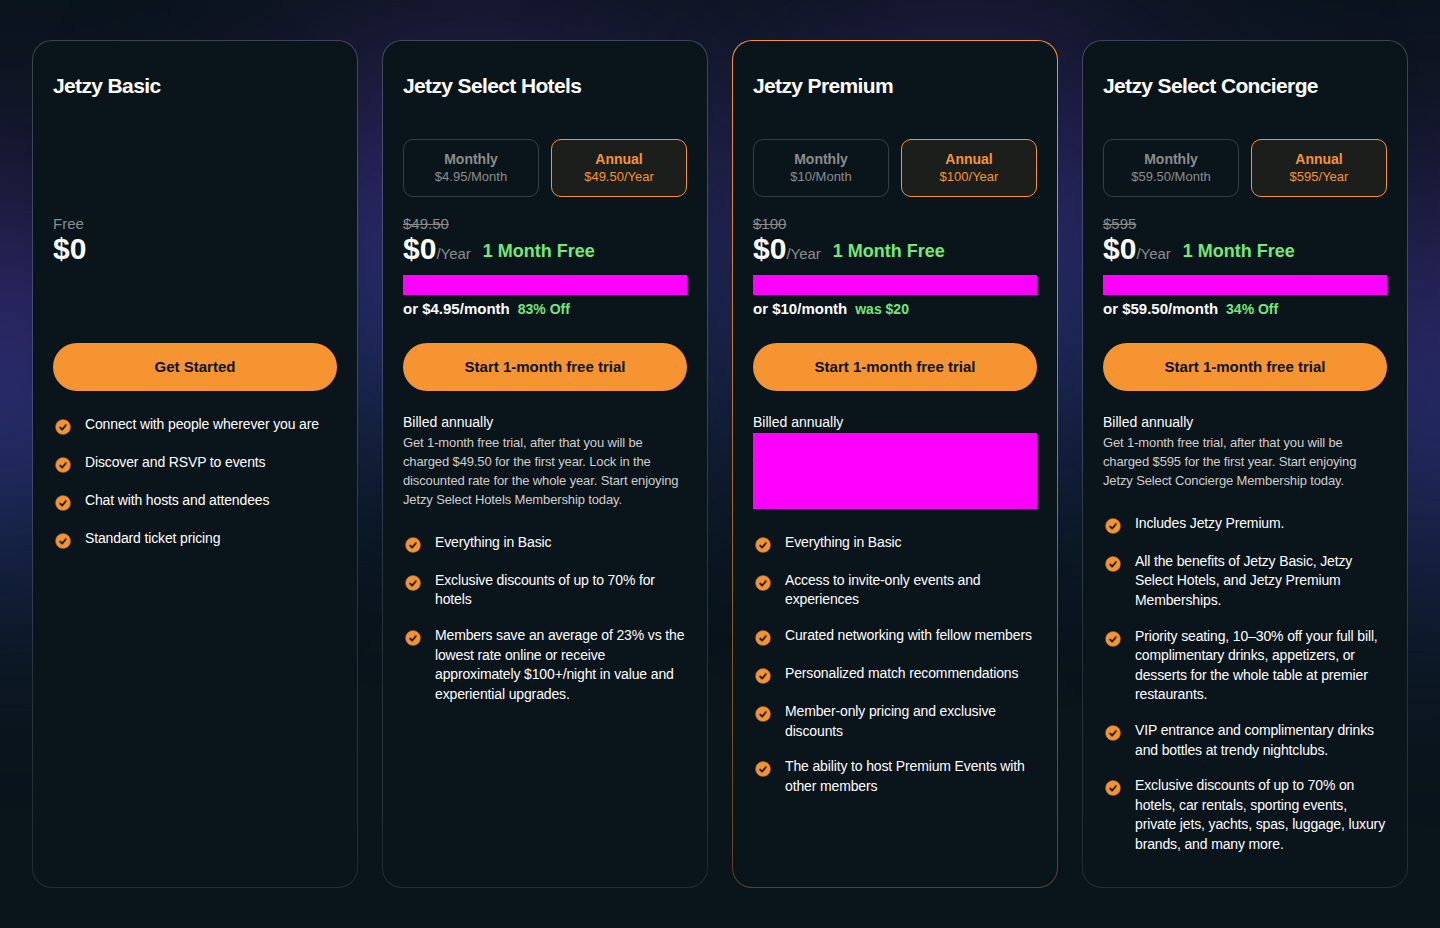 Jetzy Basic
Free
$0
Get Started
Connect with people wherever you are
Discover and RSVP to events
Chat with hosts and attendees
Standard ticket pricing
Jetzy Select Hotels
Monthly
$4.95/Month
Annual
$49.50/Year
$49.50
$0/Year 1 Month Free
or $4.95/month 83% Off
Start 1-month free trial
Billed annually
Get 1-month free trial, after that you will be
charged $49.50 for the first year. Lock in the
discounted rate for the whole year. Start enjoying
Jetzy Select Hotels Membership today.
Everything in Basic
Exclusive discounts of up to 70% for
hotels
Members save an average of 23% vs the
lowest rate online or receive
approximately $100+/night in value and
experiential upgrades.
Jetzy Premium
Monthly
$10/Month
Annual
$100/Year
$100
$0/Year 1 Month Free
or $10/month was $20
Start 1-month free trial
Billed annually
Everything in Basic
Access to invite-only events and
experiences
Curated networking with fellow members
Personalized match recommendations
Member-only pricing and exclusive
discounts
The ability to host Premium Events with
other members
Jetzy Select Concierge
Monthly
$59.50/Month
Annual
$595/Year
$595
$0/Year 1 Month Free
or $59.50/month 34% Off
Start 1-month free trial
Billed annually
Get 1-month free trial, after that you will be
charged $595 for the first year. Start enjoying
Jetzy Select Concierge Membership today.
Includes Jetzy Premium.
All the benefits of Jetzy Basic, Jetzy
Select Hotels, and Jetzy Premium
Memberships.
Priority seating, 10–30% off your full bill,
complimentary drinks, appetizers, or
desserts for the whole table at premier
restaurants.
VIP entrance and complimentary drinks
and bottles at trendy nightclubs.
Exclusive discounts of up to 70% on
hotels, car rentals, sporting events,
private jets, yachts, spas, luggage, luxury
brands, and many more.